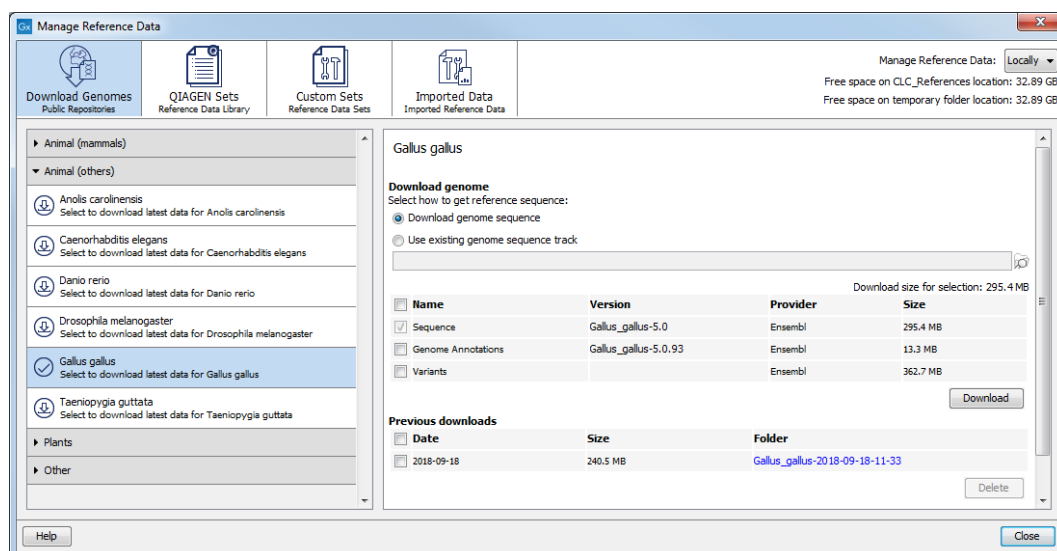 Gx Manage Reference Data
Download Genomes
Public Repositories
QIAGEN Sets
Reference Data Library
Custom Sets
Reference Data Sets
Imported Data
Imported Reference Data
Manage Reference Data: Locally
Free space on CLC_References location: 32.89 GB
Free space on temporary folder location: 32.89 GB
Animal (mammals)
Animal (others)
Anolis carolinensis
Select to download latest data for Anolis carolinensis
Caenorhabditis elegans
Select to download latest data for Caenorhabditis elegans
Danio rerio
Select to download latest data for Danio rerio
Drosophila melanogaster
Select to download latest data for Drosophila melanogaster
Gallus gallus
Select to download latest data for Gallus gallus
Taeniopygia guttata
Select to download latest data for Taeniopygia guttata
Plants
Other
Gallus gallus
Download genome
Select how to get reference sequence:
Download genome sequence
Use existing genome sequence track
Download size for selection: 295.4 MB
Name Version Provider Size
Sequence Gallus_gallus-5.0 Ensembl 295.4 MB
Genome Annotations Gallus_gallus-5.0.93 Ensembl 13.3 MB
Variants Ensembl 362.7 MB
Download
Previous downloads
Date Size Folder
2018-09-18 240.5 MB Gallus_gallus-2018-09-18-11-33
Delete
Help
Close